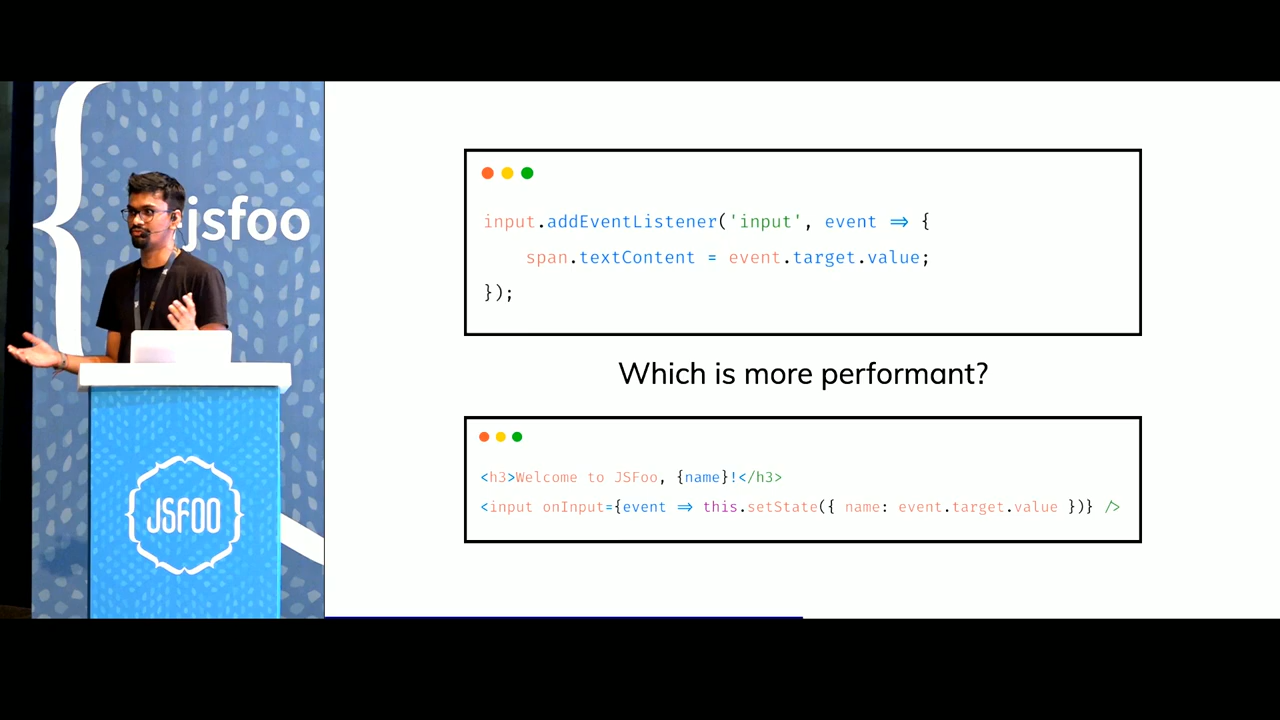 jsfoo
JSFOO
input.addEventListener('input', event => {
span.textContent = event.target.value;
});
Which is more performant?
<h3>Welcome to JSFoo, {name}!</h3>
<input onInput={event => this.setState({ name: event.target.value })} />